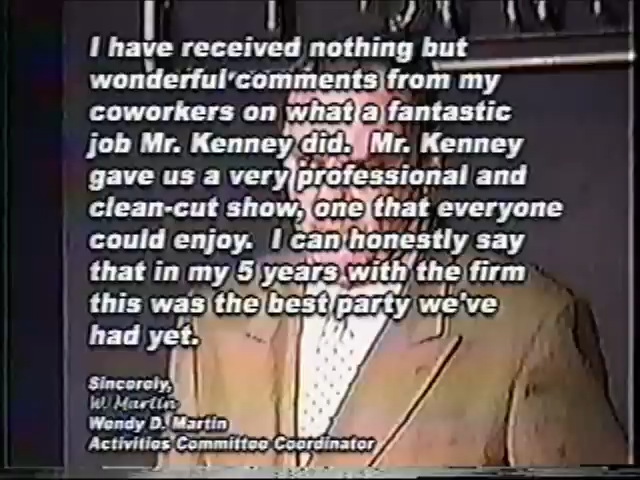 I have received nothing but
wonderful comments from my
coworkers on what a fantastic
job Mr. Kenney did.  Mr. Kenney
gave us a very professional and
clean-cut show, one that everyone
could enjoy.  I can honestly say
that in my 5 years with the firm
this was the best party we've
had yet.
Sincerely,
W. Martin
Wendy D. Martin
Activities Committee Coordinator